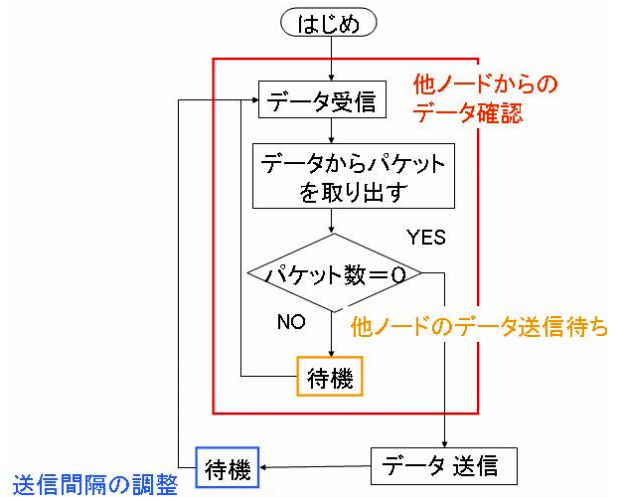 はじめ
他ノードからの
データ確認
データ受信
データからパケット
を取り出す
YES
パケット数＝0
NO
他ノードのデータ送信待ち
待機
データ 送信
待機
送信間隔の調整